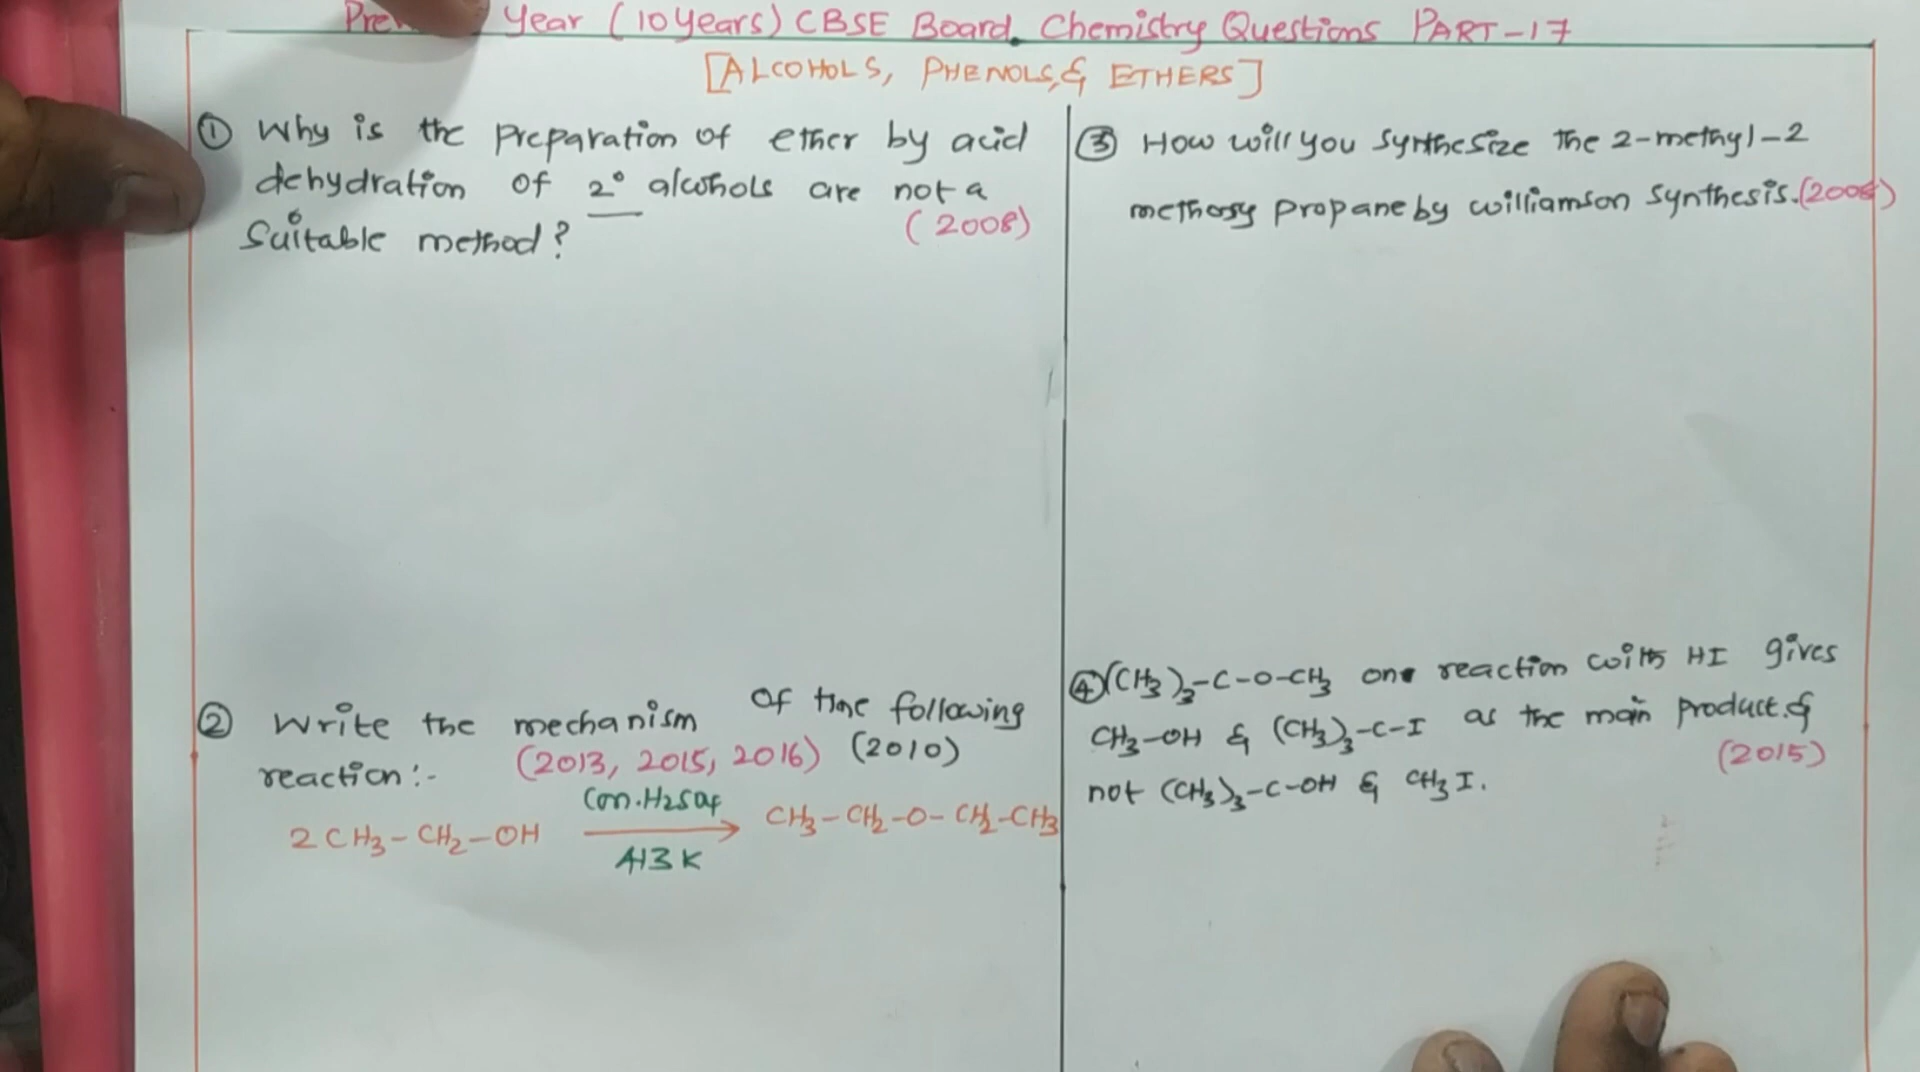 Year (10 years) CBSE Board Chemistry Questions PART-17
[ALCOHOLS, PHENOLS, & ETHERS]
① Why is the preparation of ether by acid
dehydration of 2° alcohols are not a
Suitable method? (2008)
② Write the mechanism of the following
reaction:- (2013, 2015, 2016) (2010)
Con. H2SO4
2 CH3-CH2-OH → CH3-CH2-O-CH2-CH3
413 K
③ How will you synthesize the 2-methyl-2
methoxy propane by williamson synthesis. (2008)
④ (CH3)3-C-O-CH3 on reaction with HI gives
CH3-OH & (CH3)3-C-I as the main product &
(2015)
not (CH3)3-C-OH & CH3I.